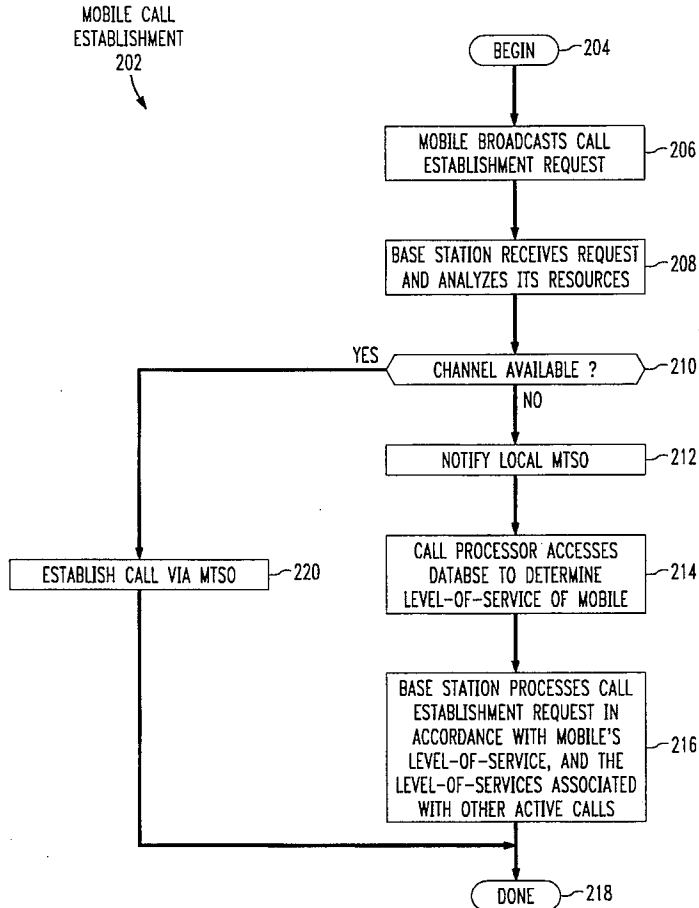 MOBILE CALL
ESTABLISHMENT
202
BEGIN
204
MOBILE BROADCASTS CALL
ESTABLISHMENT REQUEST
206
BASE STATION RECEIVES REQUEST
AND ANALYZES ITS RESOURCES
208
YES
CHANNEL AVAILABLE ?
210
NO
NOTIFY LOCAL MTSO
212
CALL PROCESSOR ACCESSES
DATABSE TO DETERMINE
LEVEL-OF-SERVICE OF MOBILE
214
ESTABLISH CALL VIA MTSO
220
BASE STATION PROCESSES CALL
ESTABLISHMENT REQUEST IN
ACCORDANCE WITH MOBILE'S
LEVEL-OF-SERVICE, AND THE
LEVEL-OF-SERVICES ASSOCIATED
WITH OTHER ACTIVE CALLS
216
DONE
218